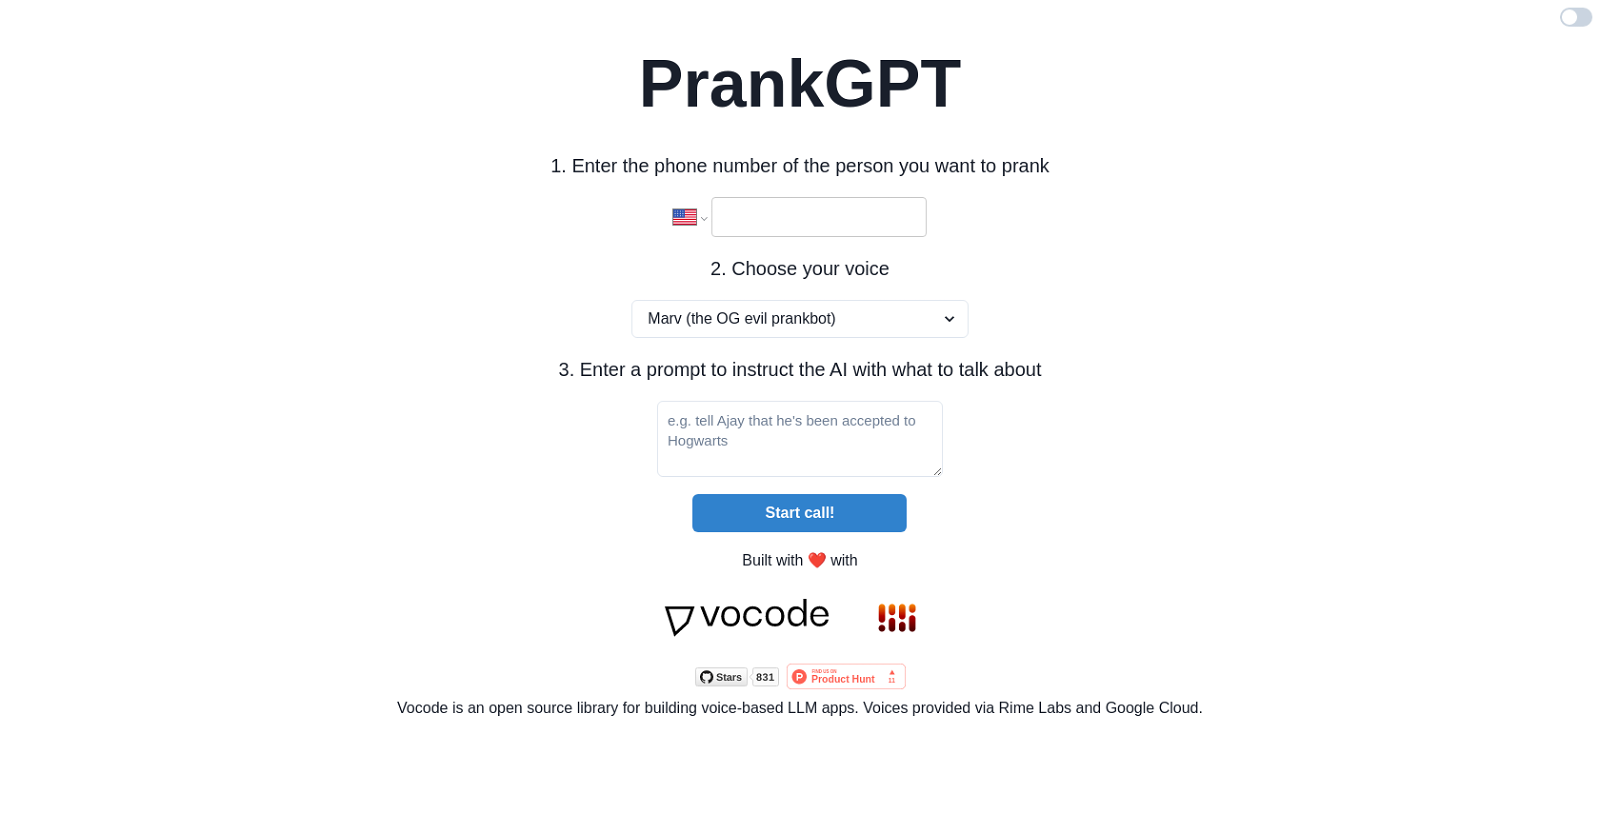 PrankGPT
1. Enter the phone number of the person you want to prank
2. Choose your voice
Marv (the OG evil prankbot)
3. Enter a prompt to instruct the AI with what to talk about
e.g. tell Ajay that he's been accepted to
Hogwarts
Start call!
Built with ❤️ with
vocode
Stars 831
FIND US ON
P Product Hunt ▲ 11
Vocode is an open source library for building voice-based LLM apps. Voices provided via Rime Labs and Google Cloud.